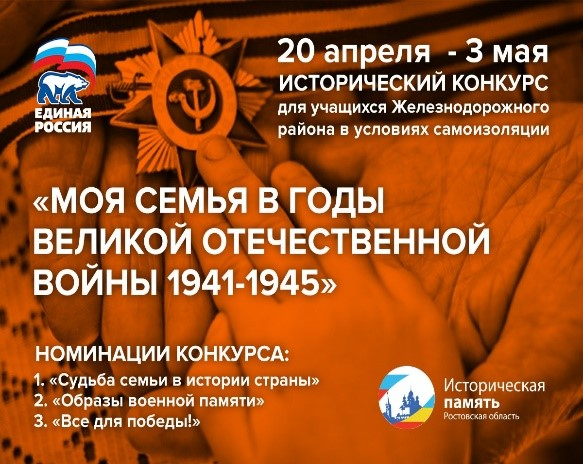 ЕДИНАЯ
РОССИЯ
20 апреля - 3 мая
ИСТОРИЧЕСКИЙ КОНКУРС
для учащихся Железнодорожного
района в условиях самоизоляции
«МОЯ СЕМЬЯ В ГОДЫ
ВЕЛИКОЙ ОТЕЧЕСТВЕННОЙ
ВОЙНЫ 1941-1945»
НОМИНАЦИИ КОНКУРСА:
1. «Судьба семьи в истории страны»
2. «Образы военной памяти»
3. «Все для победы!»
Историческая
память
Ростовская область